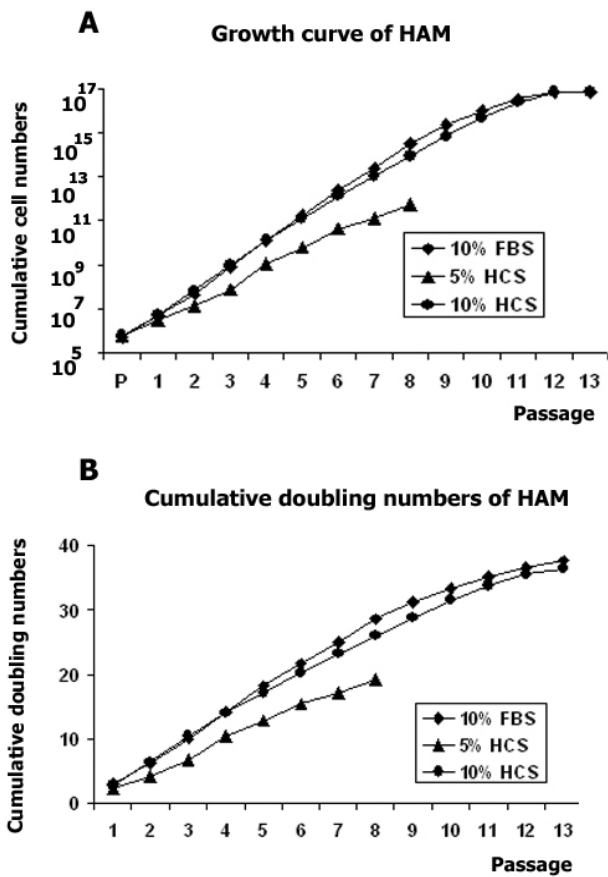 A
Growth curve of HAM
Cumulative cell numbers
10^17
10^15
10^13
10^11
10^9
10^7
10^5
P 1 2 3 4 5 6 7 8 9 10 11 12 13
Passage
10% FBS
5% HCS
10% HCS
B
Cumulative doubling numbers of HAM
Cumulative doubling numbers
40
30
20
10
0
1 2 3 4 5 6 7 8 9 10 11 12 13
Passage
10% FBS
5% HCS
10% HCS